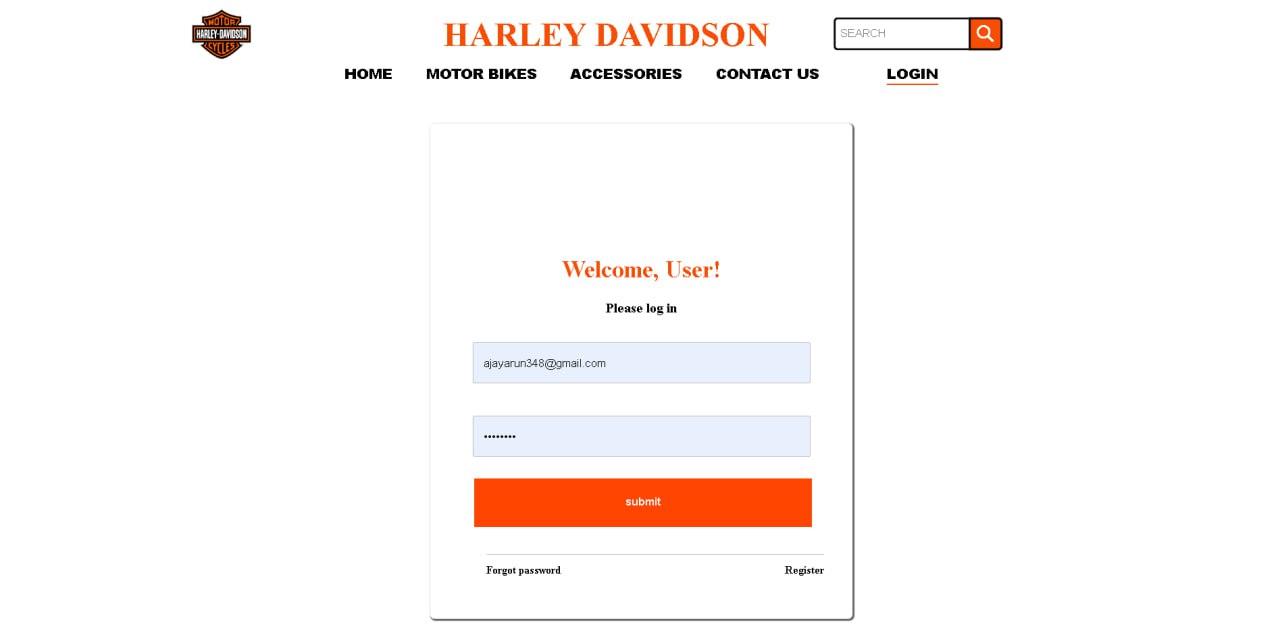 MOTOR
HARLEY-DAVIDSON
CYCLES
HARLEY DAVIDSON
SEARCH
HOME MOTOR BIKES ACCESSORIES CONTACT US LOGIN
Welcome, User!
Please log in
ajayarun348@gmail.com
••••••••
submit
Forgot password Register